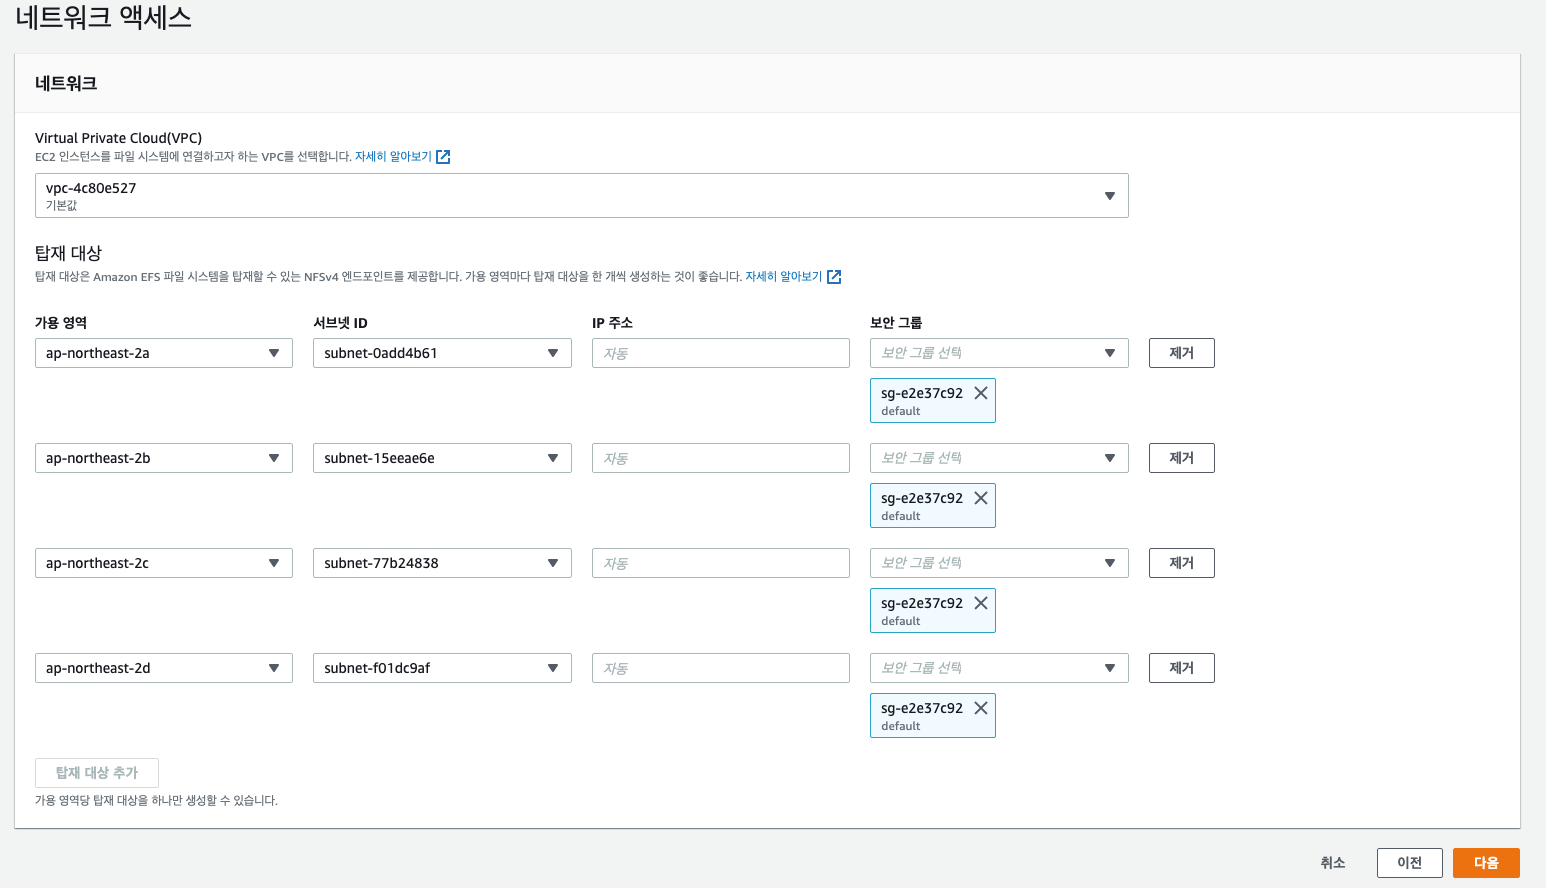 네트워크 액세스
네트워크
Virtual Private Cloud(VPC)
EC2 인스턴스를 파일 시스템에 연결하고자 하는 VPC를 선택합니다. 자세히 알아보기
vpc-4c80e527
기본값
탑재 대상
탑재 대상은 Amazon EFS 파일 시스템을 탑재할 수 있는 NFSv4 엔드포인트를 제공합니다. 가용 영역마다 탑재 대상을 한 개씩 생성하는 것이 좋습니다. 자세히 알아보기
가용 영역 서브넷 ID IP 주소 보안 그룹
ap-northeast-2a subnet-0add4b61 자동 보안 그룹 선택 제거
sg-e2e37c92
default
ap-northeast-2b subnet-15eeae6e 자동 보안 그룹 선택 제거
sg-e2e37c92
default
ap-northeast-2c subnet-77b24838 자동 보안 그룹 선택 제거
sg-e2e37c92
default
ap-northeast-2d subnet-f01dc9af 자동 보안 그룹 선택 제거
sg-e2e37c92
default
탑재 대상 추가
가용 영역당 탑재 대상을 하나만 생성할 수 있습니다.
취소 이전 다음